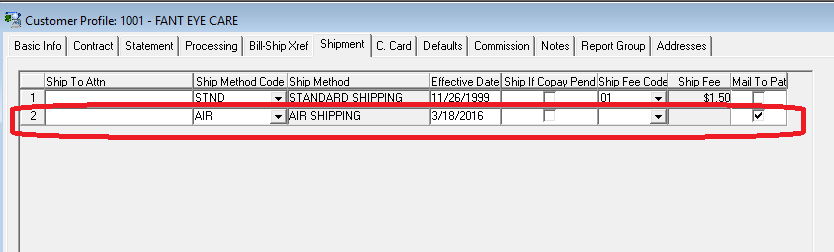 Customer Profile: 1001 - FANT EYE CARE
Basic Info Contract Statement Processing Bill-Ship Xref Shipment C. Card Defaults Commission Notes Report Group Addresses
Ship To Attn Ship Method Code Ship Method Effective Date Ship If Copay Pend Ship Fee Code Ship Fee Mail To Pat
1 STND STANDARD SHIPPING 11/26/1999 01 $1.50
2 AIR AIR SHIPPING 3/18/2016